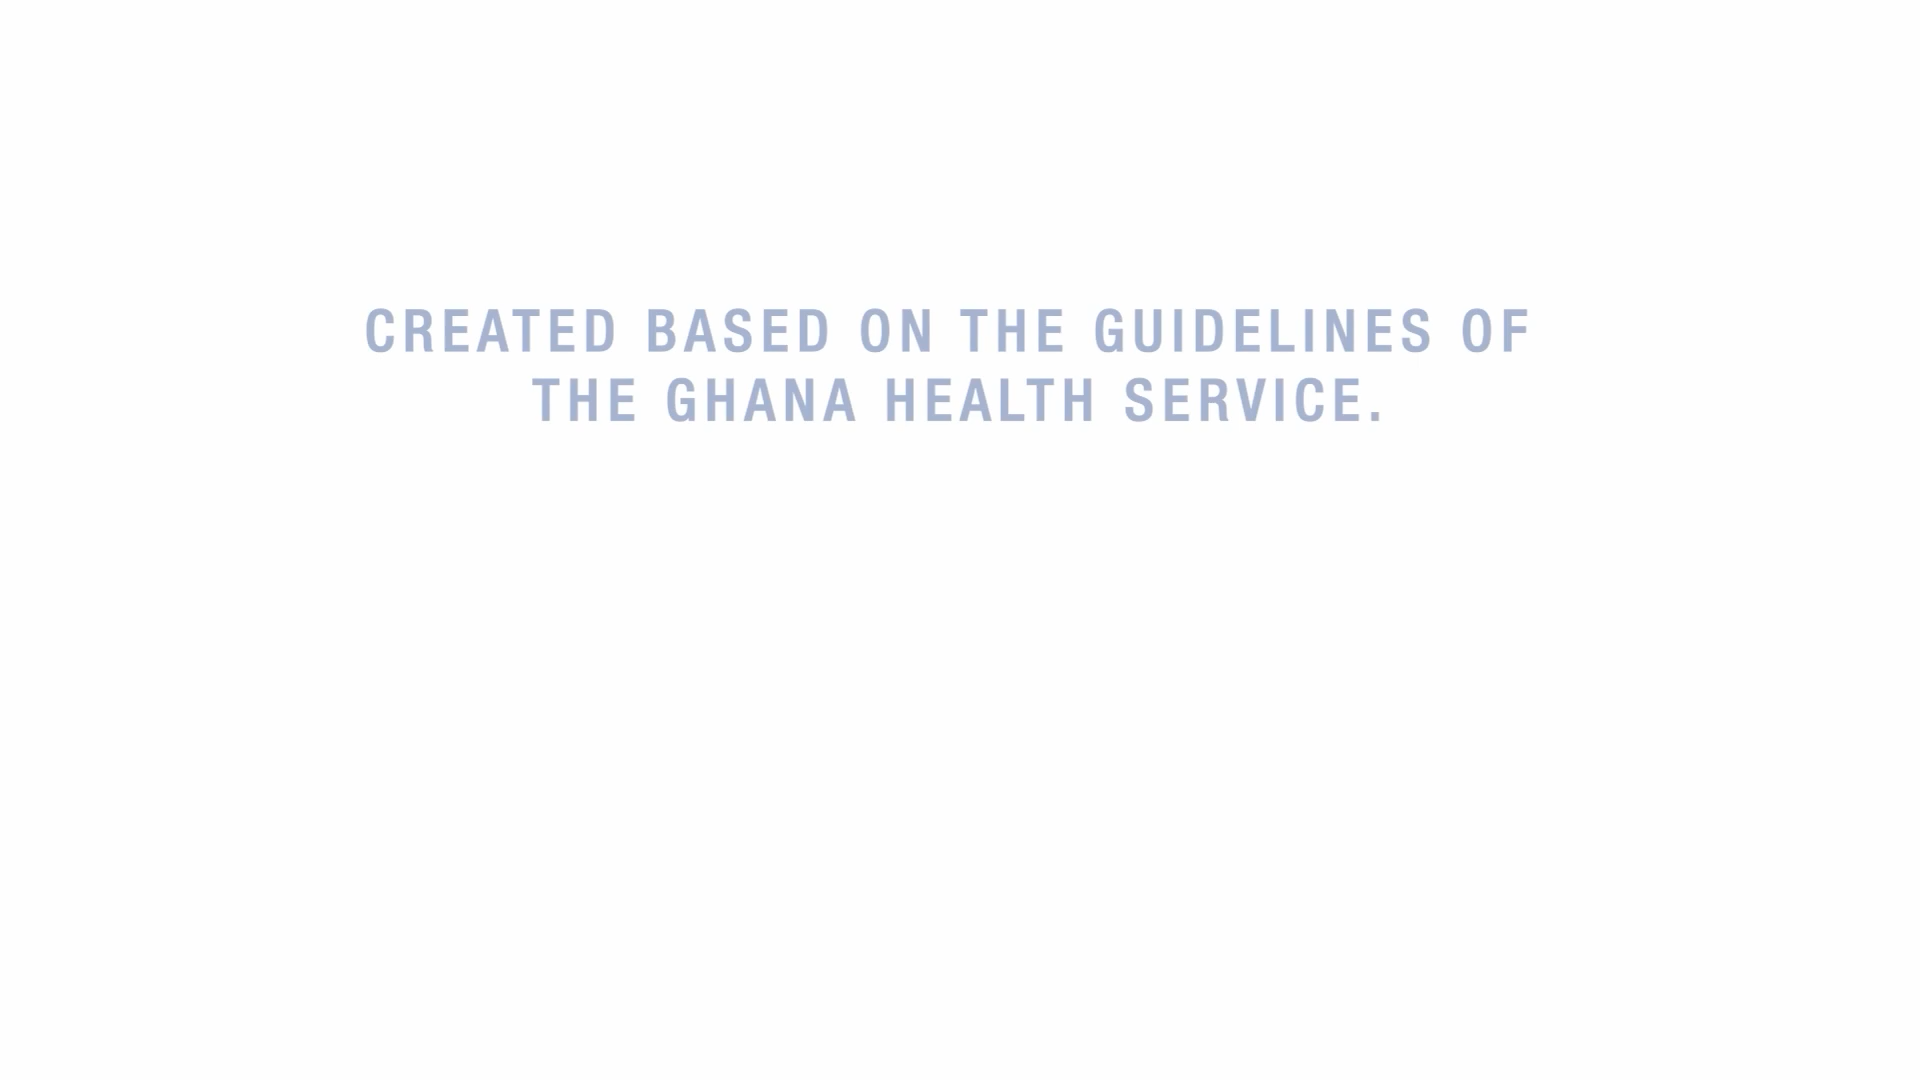 CREATED BASED ON THE GUIDELINES OF
THE GHANA HEALTH SERVICE.